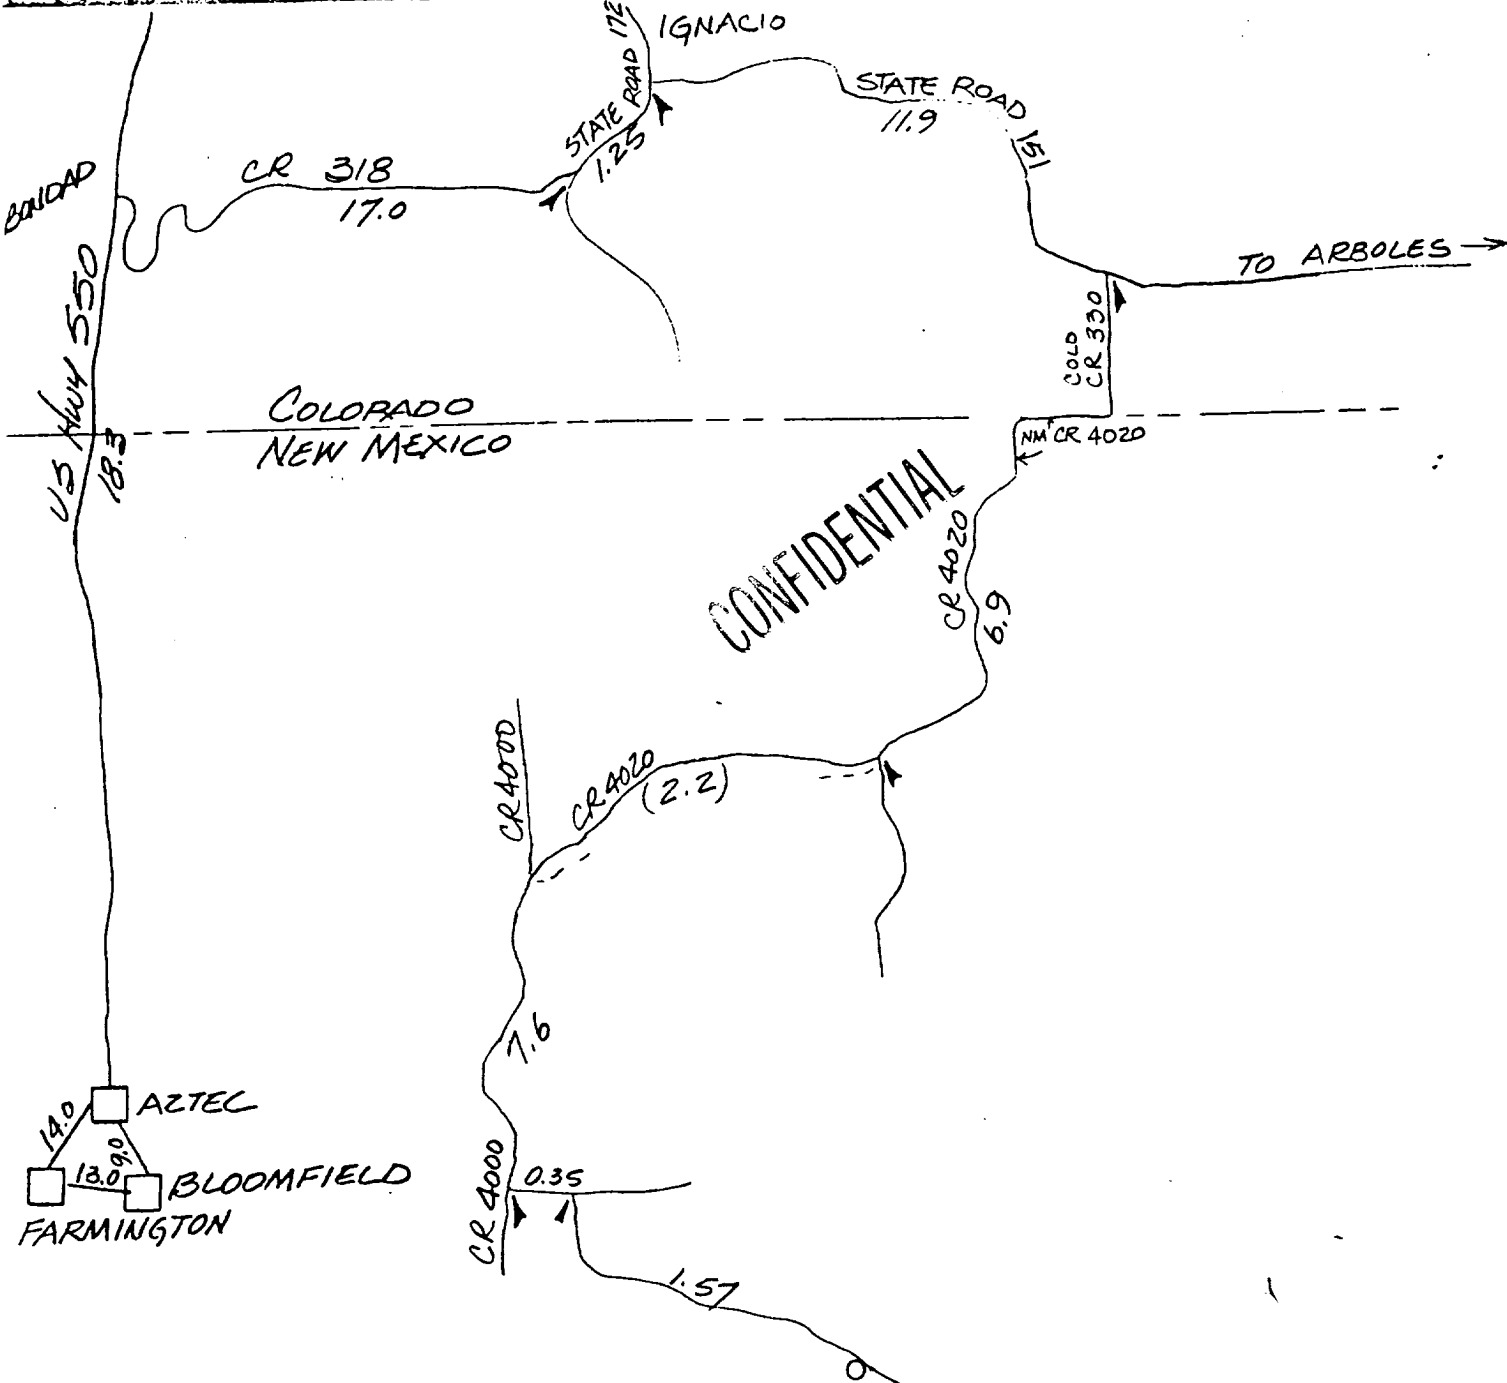 IGNACIO
STATE ROAD 172
1.25
STATE ROAD 151
11.9
BONDAD
CR 318
17.0
TO ARBOLES
COLO
CR 330
US HWY 550
18.3
COLORADO
NEW MEXICO
NM CR 4020
CONFIDENTIAL
CR 4020
6.9
CR 4000
CR 4020
(2.2)
7.6
AZTEC
14.0
9.0
13.0
BLOOMFIELD
FARMINGTON
CR 4000
0.35
1.57